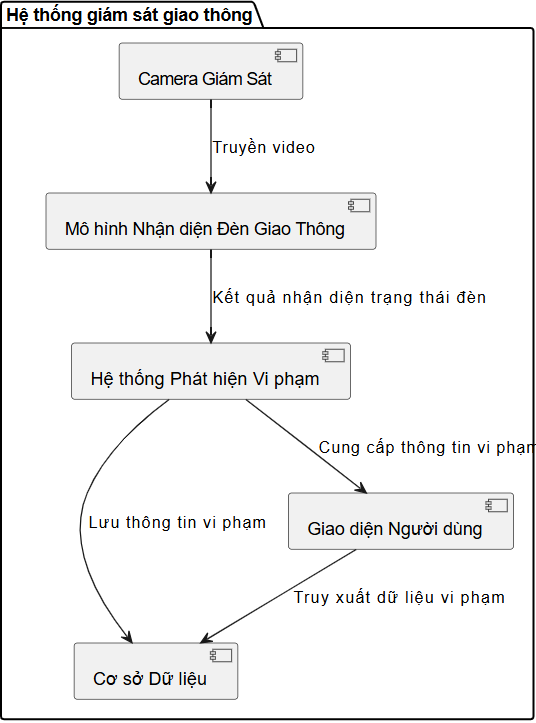 Hệ thống giám sát giao thông
Camera Giám Sát
Truyền video
Mô hình Nhận diện Đèn Giao Thông
Kết quả nhận diện trạng thái đèn
Hệ thống Phát hiện Vi phạm
Cung cấp thông tin vi phạm
Lưu thông tin vi phạm
Giao diện Người dùng
Truy xuất dữ liệu vi phạm
Cơ sở Dữ liệu